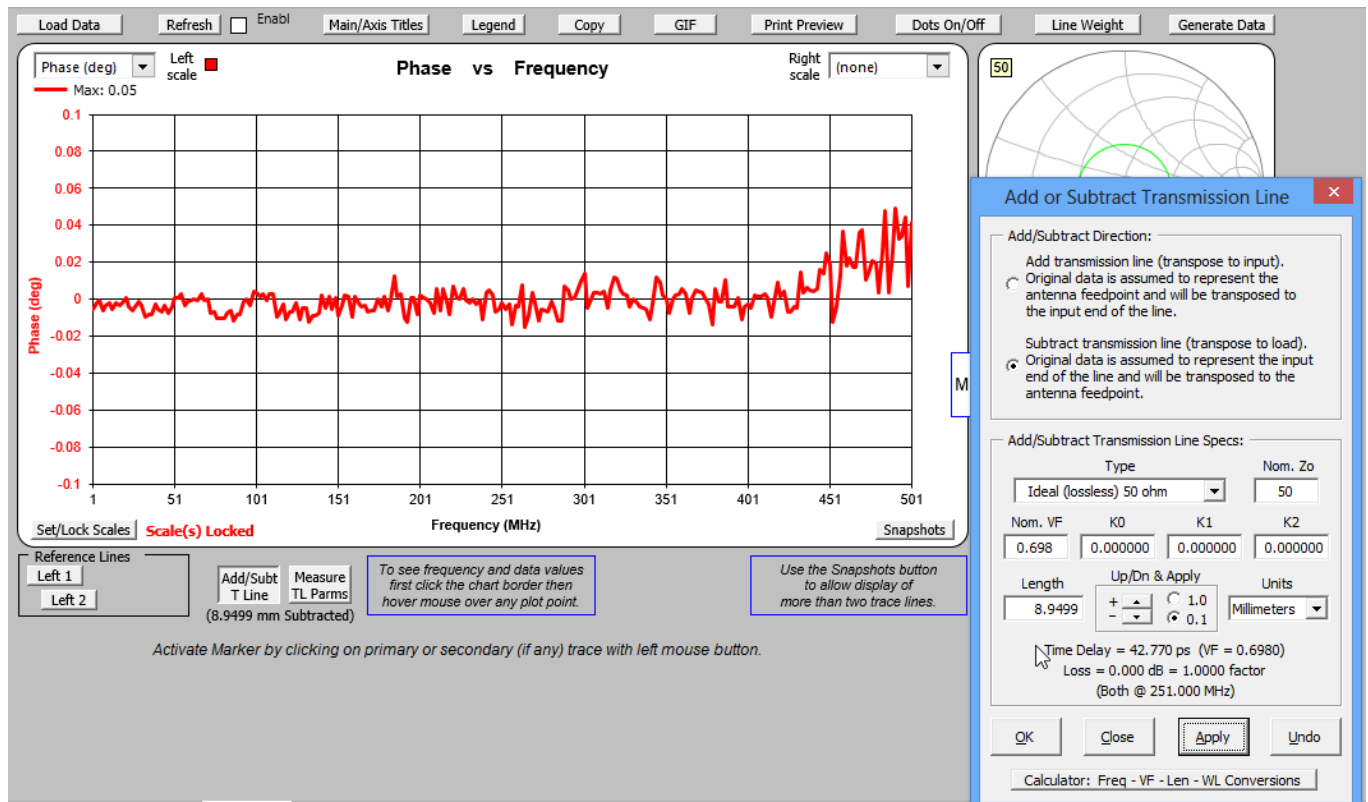 Load Data Refresh Enabl Main/Axis Titles Legend Copy GIF Print Preview Dots On/Off Line Weight Generate Data
Phase (deg) Left scale Phase vs Frequency Right scale (none)
Max: 0.05
0.1
0.08
0.06
0.04
0.02
0
-0.02
-0.04
-0.06
-0.08
-0.1
Phase (deg)
1 51 101 151 201 251 301 351 401 451 501
Set/Lock Scales Scale(s) Locked Frequency (MHz) Snapshots
Reference Lines
Left 1
Left 2
Add/Subt
T Line
Measure
TL Parms
(8.9499 mm Subtracted)
To see frequency and data values
first click the chart border then
hover mouse over any plot point.
Use the Snapshots button
to allow display of
more than two trace lines.
Activate Marker by clicking on primary or secondary (if any) trace with left mouse button.
50
M
Add or Subtract Transmission Line
Add/Subtract Direction:
Add transmission line (transpose to input).
Original data is assumed to represent the
antenna feedpoint and will be transposed to
the input end of the line.
Subtract transmission line (transpose to load).
Original data is assumed to represent the input
end of the line and will be transposed to the
antenna feedpoint.
Add/Subtract Transmission Line Specs:
Type Nom. Zo
Ideal (lossless) 50 ohm 50
Nom. VF K0 K1 K2
0.698 0.000000 0.000000 0.000000
Length Up/Dn & Apply Units
8.9499 + - 1.0 0.1 Millimeters
Time Delay = 42.770 ps (VF = 0.6980)
Loss = 0.000 dB = 1.0000 factor
(Both @ 251.000 MHz)
OK Close Apply Undo
Calculator: Freq - VF - Len - WL Conversions